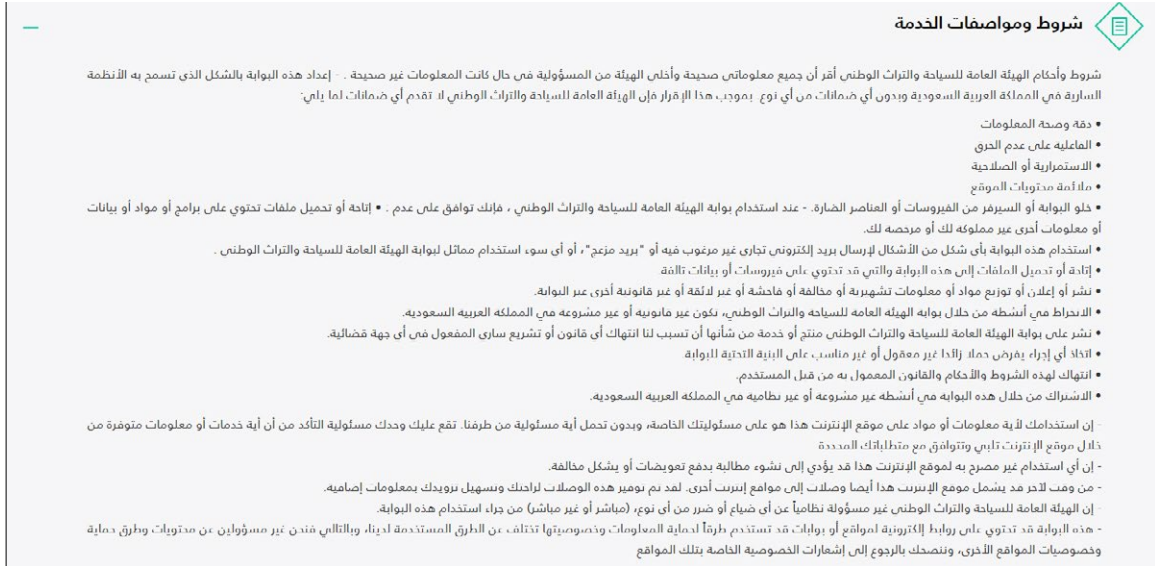 شروط ومواصفات الخدمة
شروط وأحكام الهيئة العامة للسياحة والتراث الوطني أقر أن جميع معلوماتي صحيحة وأخلي الهيئة من المسؤولية في حال كانت المعلومات غير صحيحة . - إعداد هذه البوابة بالشكل الذي تسمح به الأنظمة
السارية في المملكة العربية السعودية وبدون أي ضمانات من أي نوع. بموجب هذا الإقرار فإن الهيئة العامة للسياحة والتراث الوطني لا تقدم أي ضمانات لما يلي:
• دقة وصحة المعلومات
• الفاعليه على عدم الخرق
• الاستمرارية أو الصلاحية
• ملائمة محتويات الموقع
• خلو البوابة أو السيرفر من الفيروسات أو العناصر الضارة. - عند استخدام بوابة الهيئة العامة للسياحة والتراث الوطني ، فإنك توافق على عدم . • إتاحة أو تحميل ملفات تحتوي على برامج أو مواد أو بيانات
أو معلومات أخرى غير مملوكة لك أو مرخصه لك.
• استخدام هذه البوابة بأي شكل من الأشكال لإرسال بريد إلكتروني تجاري غير مرغوب فيه أو "بريد مزعج"، أو أي سوء استخدام مماثل لبوابة الهيئة العامة للسياحة والتراث الوطني .
• إتاحة أو تحميل الملفات إلى هذه البوابة والتي قد تحتوي على فيروسات أو بيانات تالفة
• نشر أو إعلان أو توزيع مواد أو معلومات تشهيرية أو مخالفة أو فاحشة أو غير لائقة أو غير قانونية أخرى عبر البوابة.
• الانخراط في أنشطة من خلال بوابة الهيئة العامة للسياحة والتراث الوطني، تكون غير قانونية أو غير مشروعة في المملكة العربية السعودية.
• نشر على بوابة الهيئة العامة للسياحة والتراث الوطني منتج أو خدمة من شأنها أن تسبب لنا انتهاك أي قانون أو تشريع ساري المفعول في أي جهة قضائية.
• اتخاذ أي إجراء يفرض حملا زائدا غير معقول أو غير مناسب على البنية التحتية للبوابة
• انتهاك لهذه الشروط والأحكام والقانون المعمول به من قبل المستخدم.
• الاشتراك من خلال هذه البوابة في أنشطة غير مشروعة أو غير نظامية في المملكة العربية السعودية.
- إن استخدامك لأية معلومات أو مواد على موقع الإنترنت هذا هو على مسئوليتك الخاصة، وبدون تحمل أية مسئولية من طرفنا. تقع عليك وحدك مسئولية التأكد من أن أية خدمات أو معلومات متوفرة من
خلال موقع الإنترنت تلبي وتتوافق مع متطلباتك المحددة
- إن أي استخدام غير مصرح به لموقع الإنترنت هذا قد يؤدي إلى نشوء مطالبة بدفع تعويضات أو يشكل مخالفة.
- من وقت لآخر قد يشمل موقع الإنترنت هذا أيضا وصلات إلى مواقع إنترنت أخرى. لقد تم توفير هذه الوصلات لراحتك وتسهيل تزويدك بمعلومات إضافية.
- إن الهيئة العامة للسياحة والتراث الوطني غير مسؤولة نظامياً عن أي ضياع أو ضرر من أي نوع، (مباشر أو غير مباشر) من جراء استخدام هذه البوابة.
- هذه البوابة قد تحتوي على روابط إلكترونية لمواقع أو بوابات قد تستخدم طرقاً لحماية المعلومات وخصوصيتها تختلف عن الطرق المستخدمة لدينا، وبالتالي فنحن غير مسؤولين عن محتويات وطرق حماية
وخصوصيات المواقع الأخرى، وننصحك بالرجوع إلى إشعارات الخصوصية الخاصة بتلك المواقع